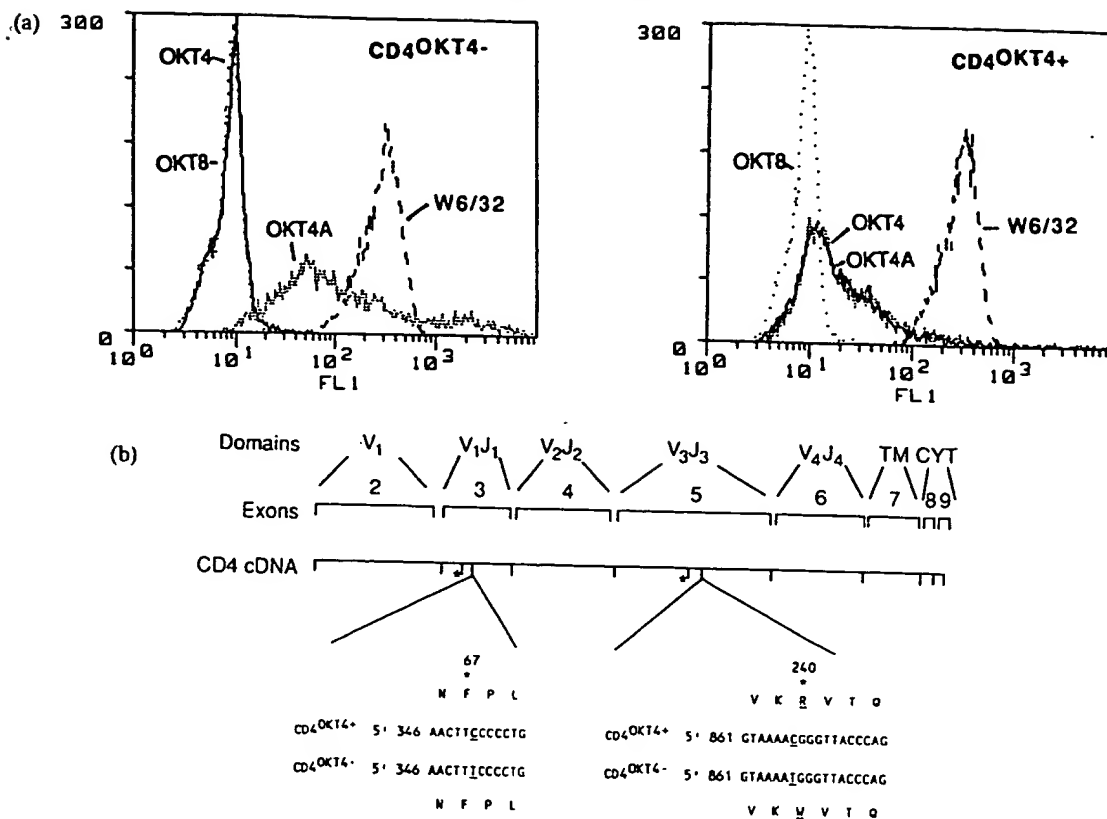 (a)
300
OKT4
CD4OKT4-
OKT8-
OKT4A
W6/32
0
10^0 10^1 10^2 10^3
FL1
300
CD4OKT4+
OKT8
OKT4
OKT4A
W6/32
0
10^0 10^1 10^2 10^3
FL1
(b)
Domains V1 V1J1 V2J2 V3J3 V4J4 TM CYT
Exons 2 3 4 5 6 7 8 9
CD4 cDNA
67
*
N F P L
CD4OKT4+ 5' 346 AACTTCCCCCTG
CD4OKT4- 5' 346 AACTTTCCCCTG
N F P L
240
*
V K R V T Q
CD4OKT4+ 5' 861 GTAAAACGGGTTACCCAG
CD4OKT4- 5' 861 GTAAAATGGGTTACCCAG
V K W V T Q